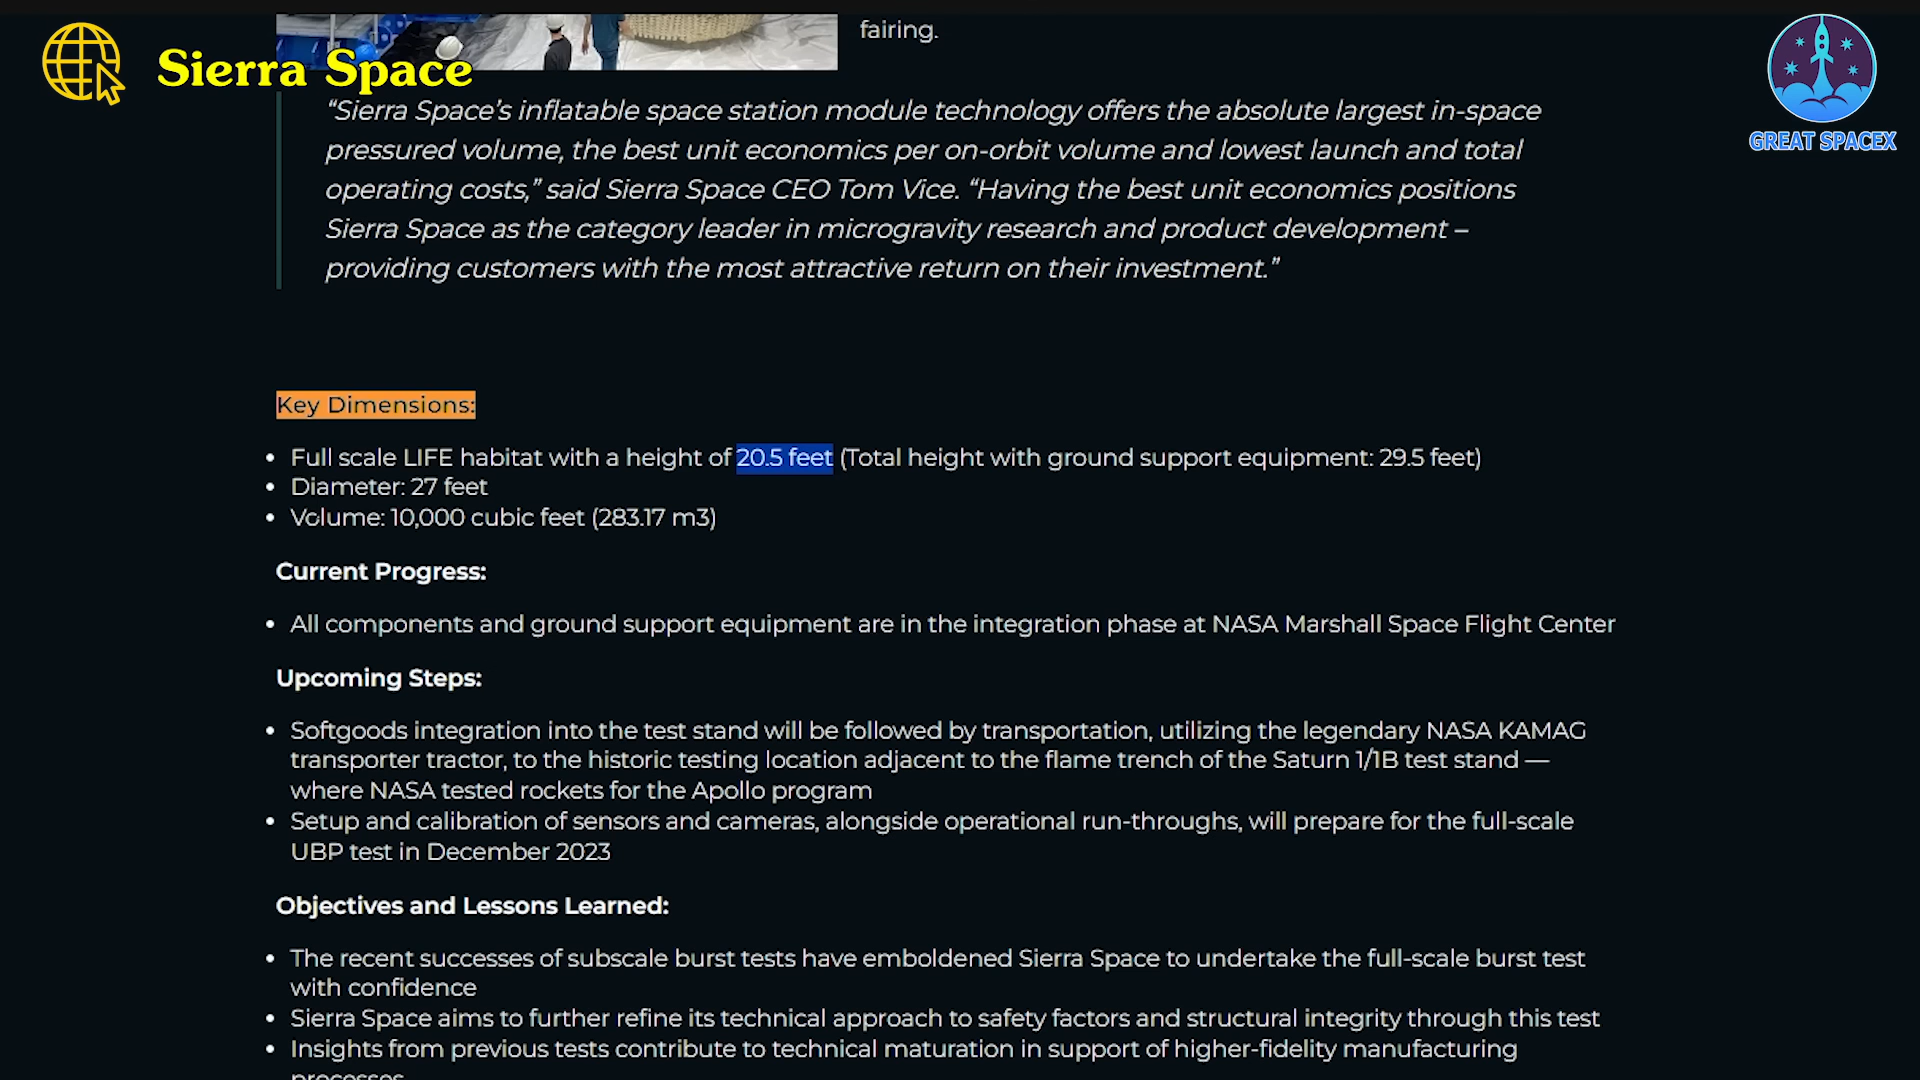 fairing.
Sierra Space
GREAT SPACEX
“Sierra Space’s inflatable space station module technology offers the absolute largest in-space
pressured volume, the best unit economics per on-orbit volume and lowest launch and total
operating costs,” said Sierra Space CEO Tom Vice. “Having the best unit economics positions
Sierra Space as the category leader in microgravity research and product development –
providing customers with the most attractive return on their investment.”
Key Dimensions:
• Full scale LIFE habitat with a height of 20.5 feet (Total height with ground support equipment: 29.5 feet)
• Diameter: 27 feet
• Volume: 10,000 cubic feet (283.17 m3)
Current Progress:
• All components and ground support equipment are in the integration phase at NASA Marshall Space Flight Center
Upcoming Steps:
• Softgoods integration into the test stand will be followed by transportation, utilizing the legendary NASA KAMAG
transporter tractor, to the historic testing location adjacent to the flame trench of the Saturn 1/1B test stand —
where NASA tested rockets for the Apollo program
• Setup and calibration of sensors and cameras, alongside operational run-throughs, will prepare for the full-scale
UBP test in December 2023
Objectives and Lessons Learned:
• The recent successes of subscale burst tests have emboldened Sierra Space to undertake the full-scale burst test
with confidence
• Sierra Space aims to further refine its technical approach to safety factors and structural integrity through this test
• Insights from previous tests contribute to technical maturation in support of higher-fidelity manufacturing
processes